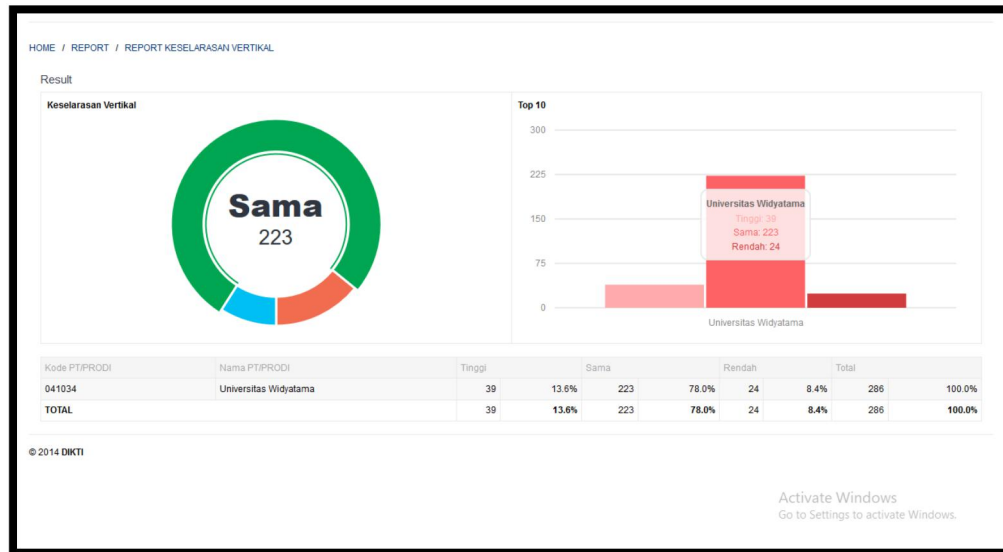 HOME / REPORT / REPORT KESELARASAN VERTIKAL
Result
Keselarasan Vertikal
Sama
223
Top 10
300
225
150
75
0
Universitas Widyatama
Tinggi: 39
Sama: 223
Rendah: 24
Universitas Widyatama
Kode PT/PRODI Nama PT/PRODI Tinggi Sama Rendah Total
041034 Universitas Widyatama 39 13.6% 223 78.0% 24 8.4% 286 100.0%
TOTAL 39 13.6% 223 78.0% 24 8.4% 286 100.0%
© 2014 DIKTI
Activate Windows
Go to Settings to activate Windows.